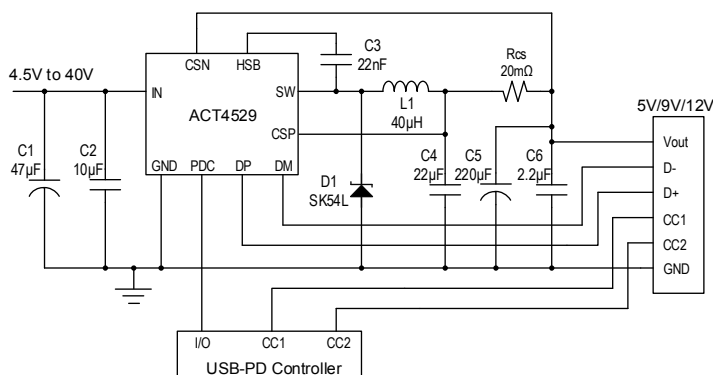 CSN
HSB
C3
22nF
Rcs
20mΩ
4.5V to 40V
IN
SW
ACT4529
L1
40µH
CSP
5V/9V/12V
C1
47µF
C2
10µF
GND
PDC
DP
DM
D1
SK54L
C4
22µF
C5
220µF
C6
2.2µF
Vout
D-
D+
CC1
CC2
GND
I/O
CC1
CC2
USB-PD Controller